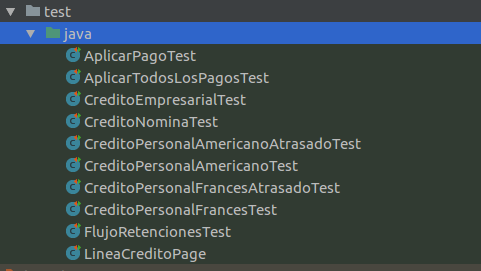 test
java
AplicarPagoTest
AplicarTodosLosPagosTest
CreditoEmpresarialTest
CreditoNominaTest
CreditoPersonalAmericanoAtrasadoTest
CreditoPersonalAmericanoTest
CreditoPersonalFrancesAtrasadoTest
CreditoPersonalFrancesTest
FlujoRetencionesTest
LineaCreditoPage